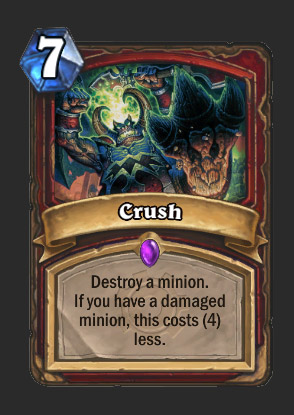 7
Crush
Destroy a minion.
If you have a damaged
minion, this costs (4)
less.